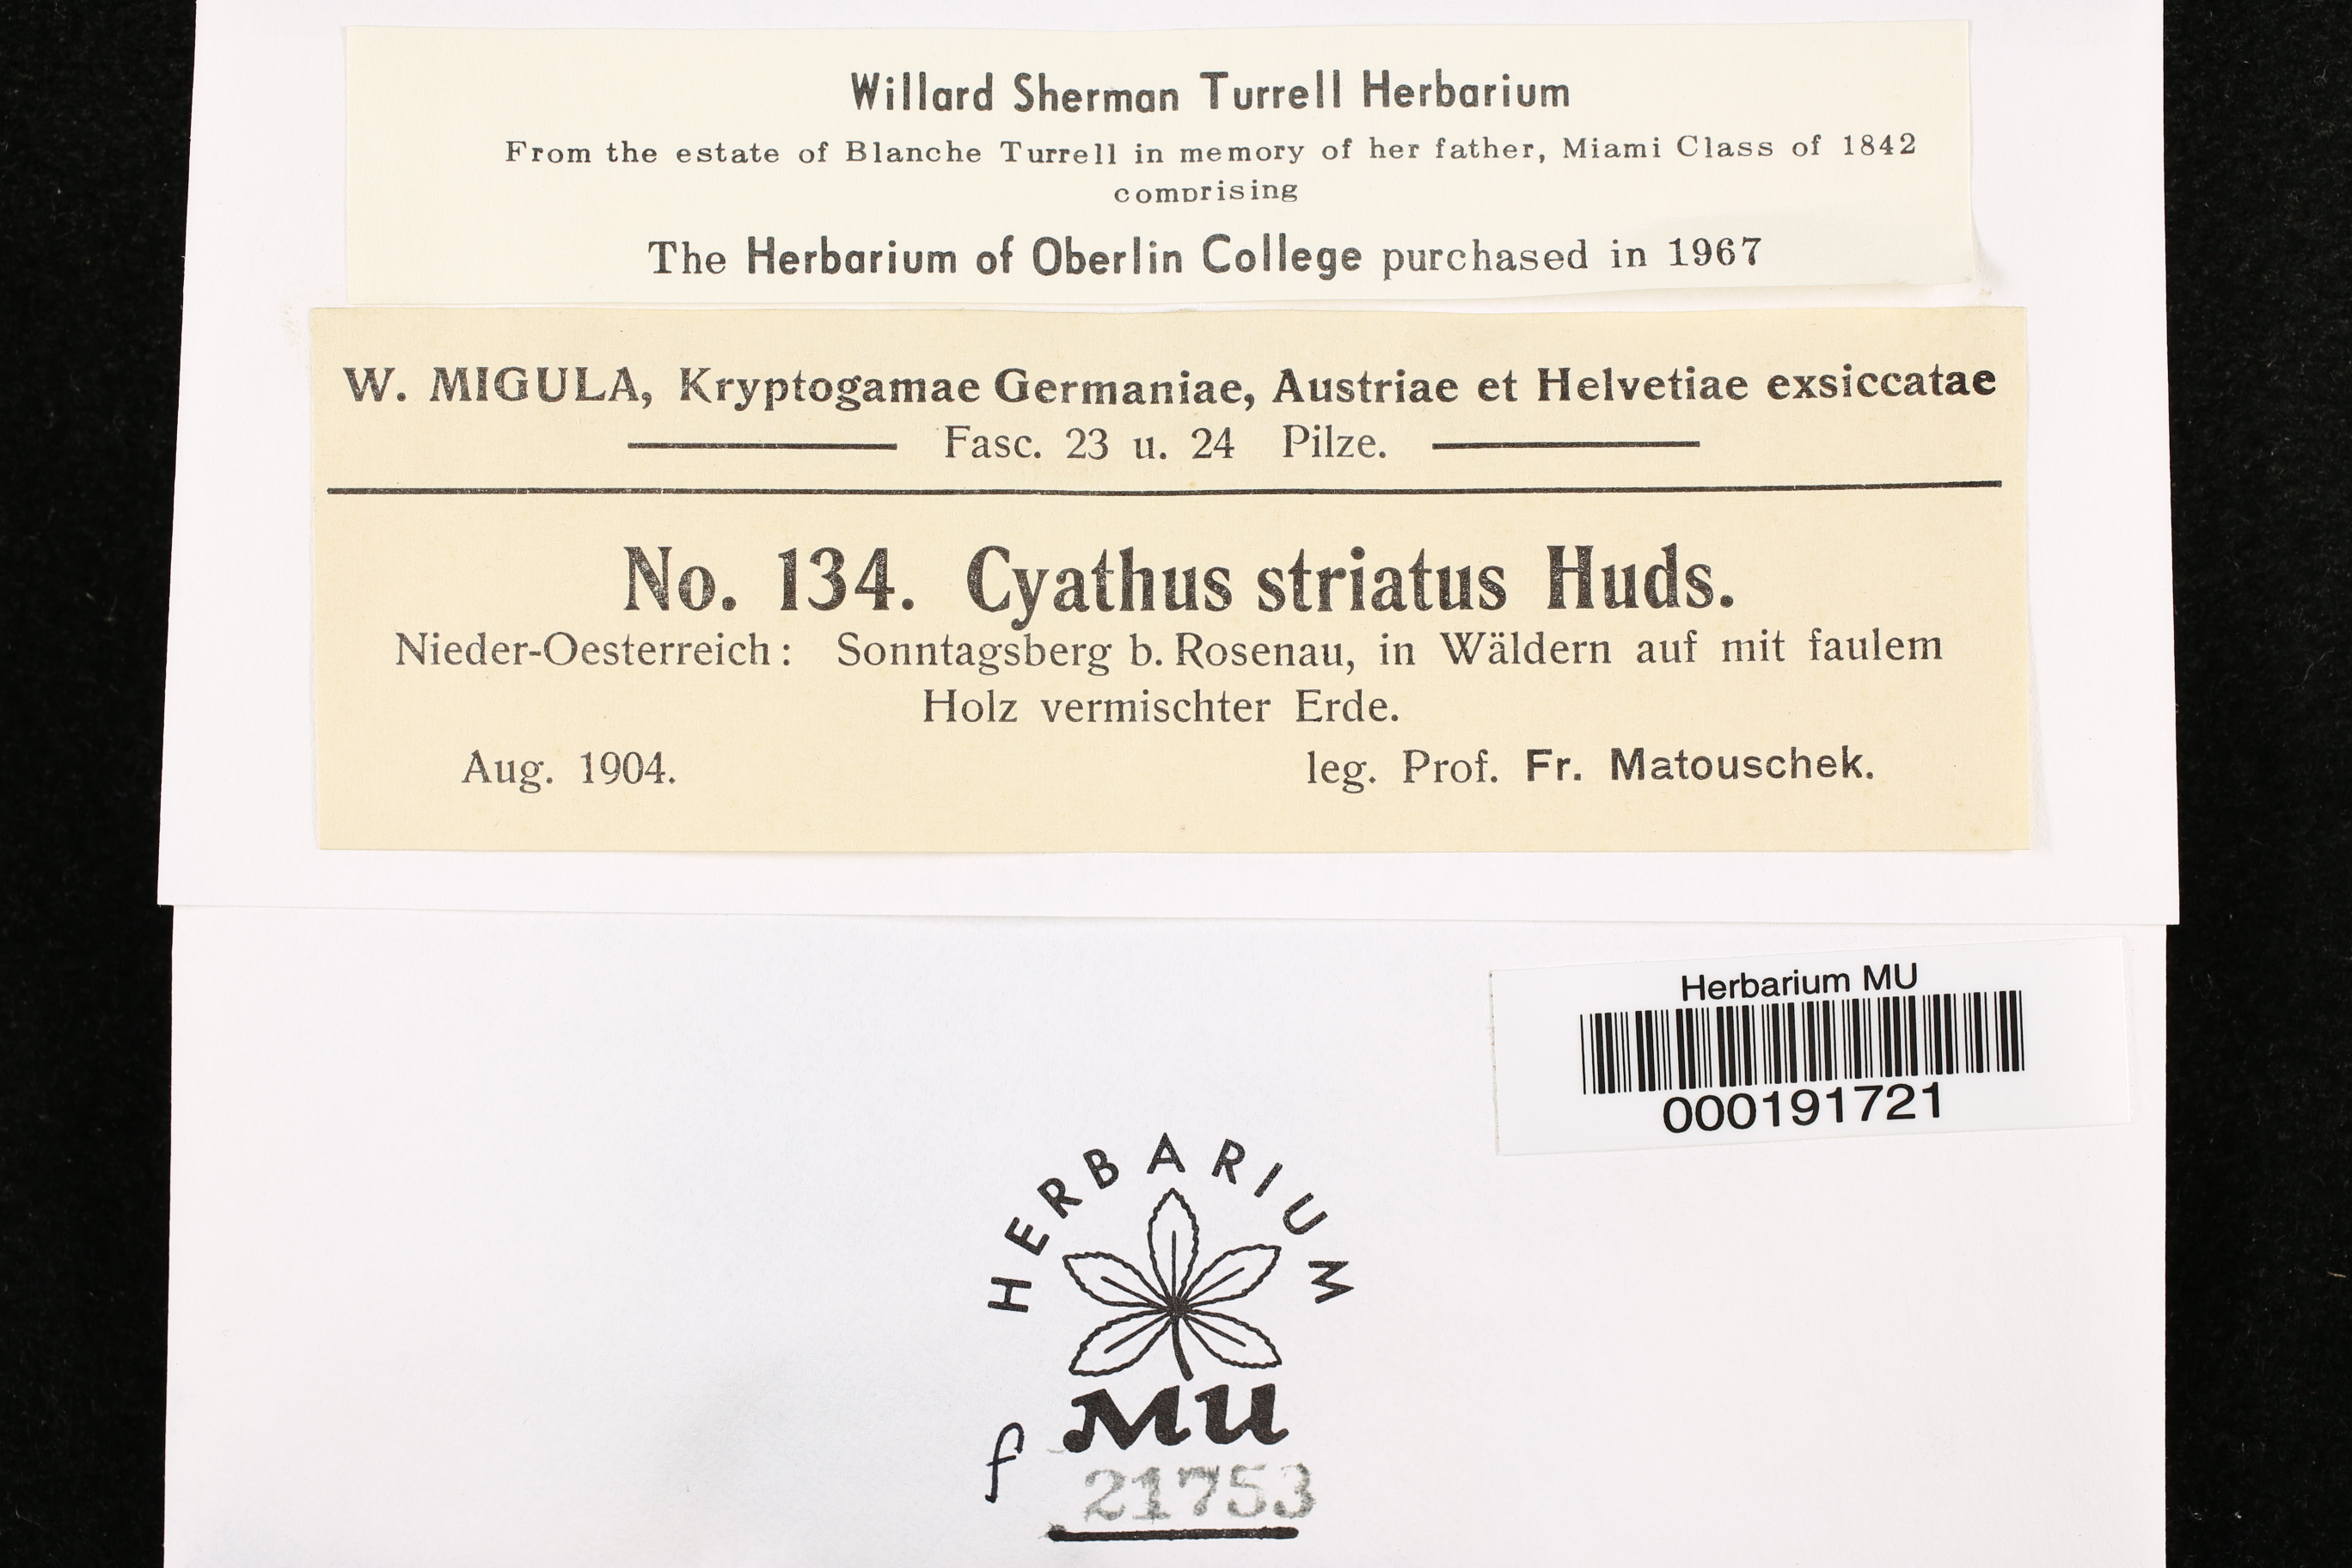 Willard Sherman Turrell Herbarium
From the estate of Blanche Turrell in memory of her father, Miami Class of 1842
comprising
The Herbarium of Oberlin College purchased in 1967
W. MIGULA, Kryptogamae Germaniae, Austriae et Helvetiae exsiccatae
Fasc. 23 u. 24 Pilze.
No. 134. Cyathus striatus Huds.
Nieder-Oesterreich: Sonntagsberg b. Rosenau, in Wäldern auf mit faulem
Holz vermischter Erde.
Aug. 1904. leg. Prof. Fr. Matouschek.
Herbarium MU
000191721
HERBARIUM
MU
f 21753